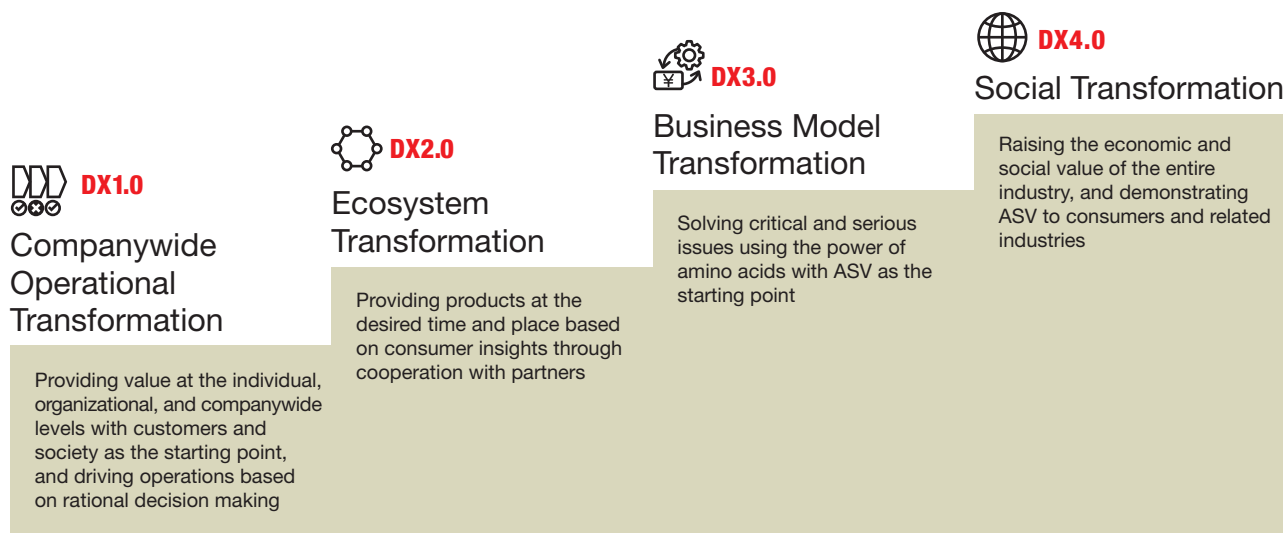 DX1.0
Companywide
Operational
Transformation
Providing value at the individual,
organizational, and companywide
levels with customers and
society as the starting point,
and driving operations based
on rational decision making
DX2.0
Ecosystem
Transformation
Providing products at the
desired time and place based
on consumer insights through
cooperation with partners
¥
DX3.0
Business Model
Transformation
Solving critical and serious
issues using the power of
amino acids with ASV as the
starting point
DX4.0
Social Transformation
Raising the economic and
social value of the entire
industry, and demonstrating
ASV to consumers and related
industries